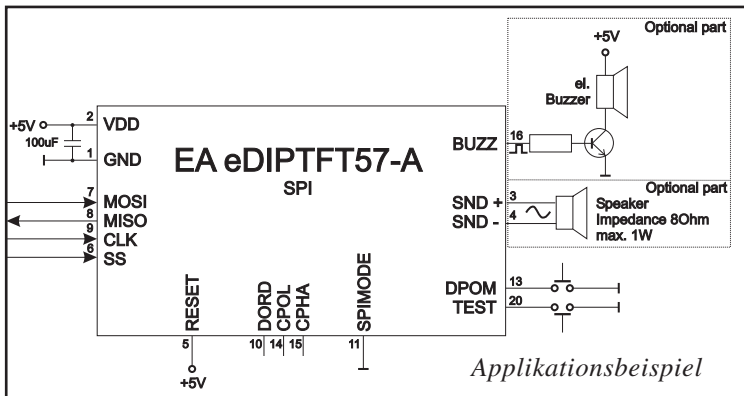 Optional part
+5V
el.
Buzzer
2
+5V
VDD
100uF
1
GND
EA eDIPTFT57-A
SPI
BUZZ
16
7
MOSI
8
MISO
9
CLK
6
SS
Optional part
SND +
3
SND -
4
Speaker
Impedance 8Ohm
max. 1W
DPOM
13
TEST
20
RESET
DORD
CPOL
CPHA
SPIMODE
5
10
14
15
11
+5V
Applikationsbeispiel